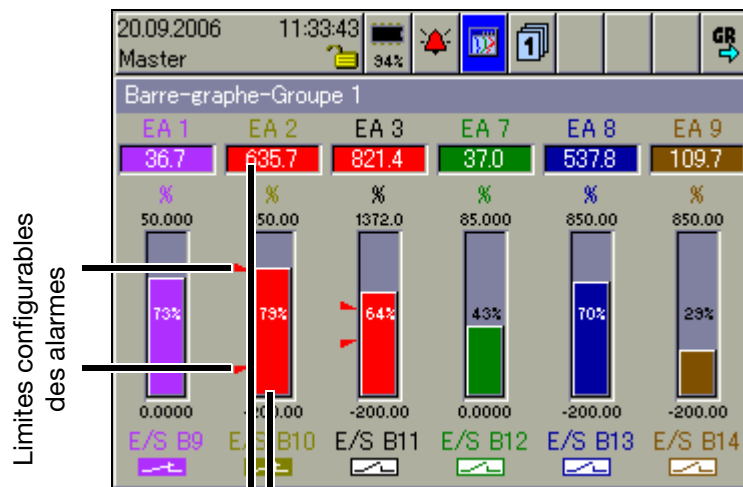 20.09.2006 11:33:43
Master 94% 1 GR
Barre-graphe-Groupe 1
EA 1 EA 2 EA 3 EA 7 EA 8 EA 9
36.7 635.7 821.4 37.0 537.8 109.7
% % % % % %
50.000 50.00 1372.0 85.000 850.00 850.00
73% 79% 64% 43% 70% 29%
0.0000 -200.00 -200.00 0.0000 -200.00 -200.00
E/S B9 E/S B10 E/S B11 E/S B12 E/S B13 E/S B14
Limites configurables
des alarmes